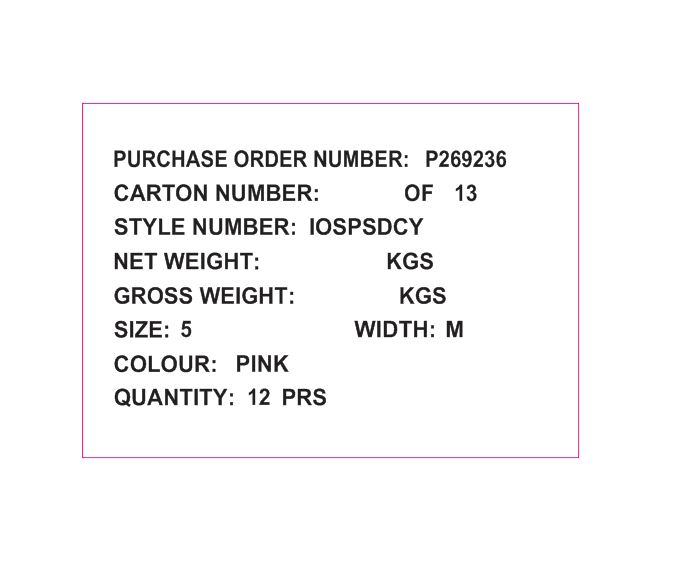 PURCHASE ORDER NUMBER: P269236
CARTON NUMBER: OF 13
STYLE NUMBER: IOSPSDCY
NET WEIGHT: KGS
GROSS WEIGHT: KGS
SIZE: 5 WIDTH: M
COLOUR: PINK
QUANTITY: 12 PRS